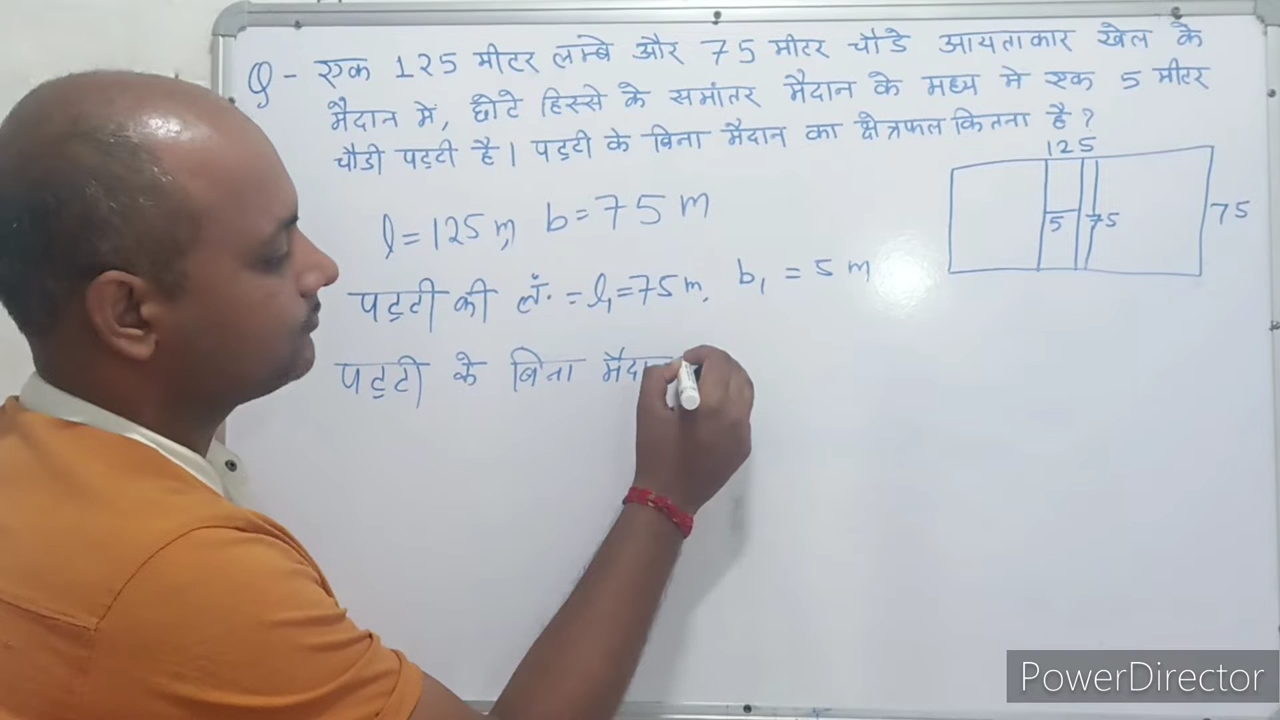 Q - एक 125 मीटर लम्बे और 75 मीटर चौडे आयताकार खेल के
मैदान में, छोटे हिस्से के समांतर मैदान के मध्य मे एक 5 मीटर
चौडी पट्टी है। पट्टी के बिना मैदान का क्षेत्रफल कितना है?
125
5 75
75
l = 125 m, b = 75 m
पट्टी की लं. = l₁ = 75 m, b₁ = 5 m
पट्टी के बिना मैदा
PowerDirector